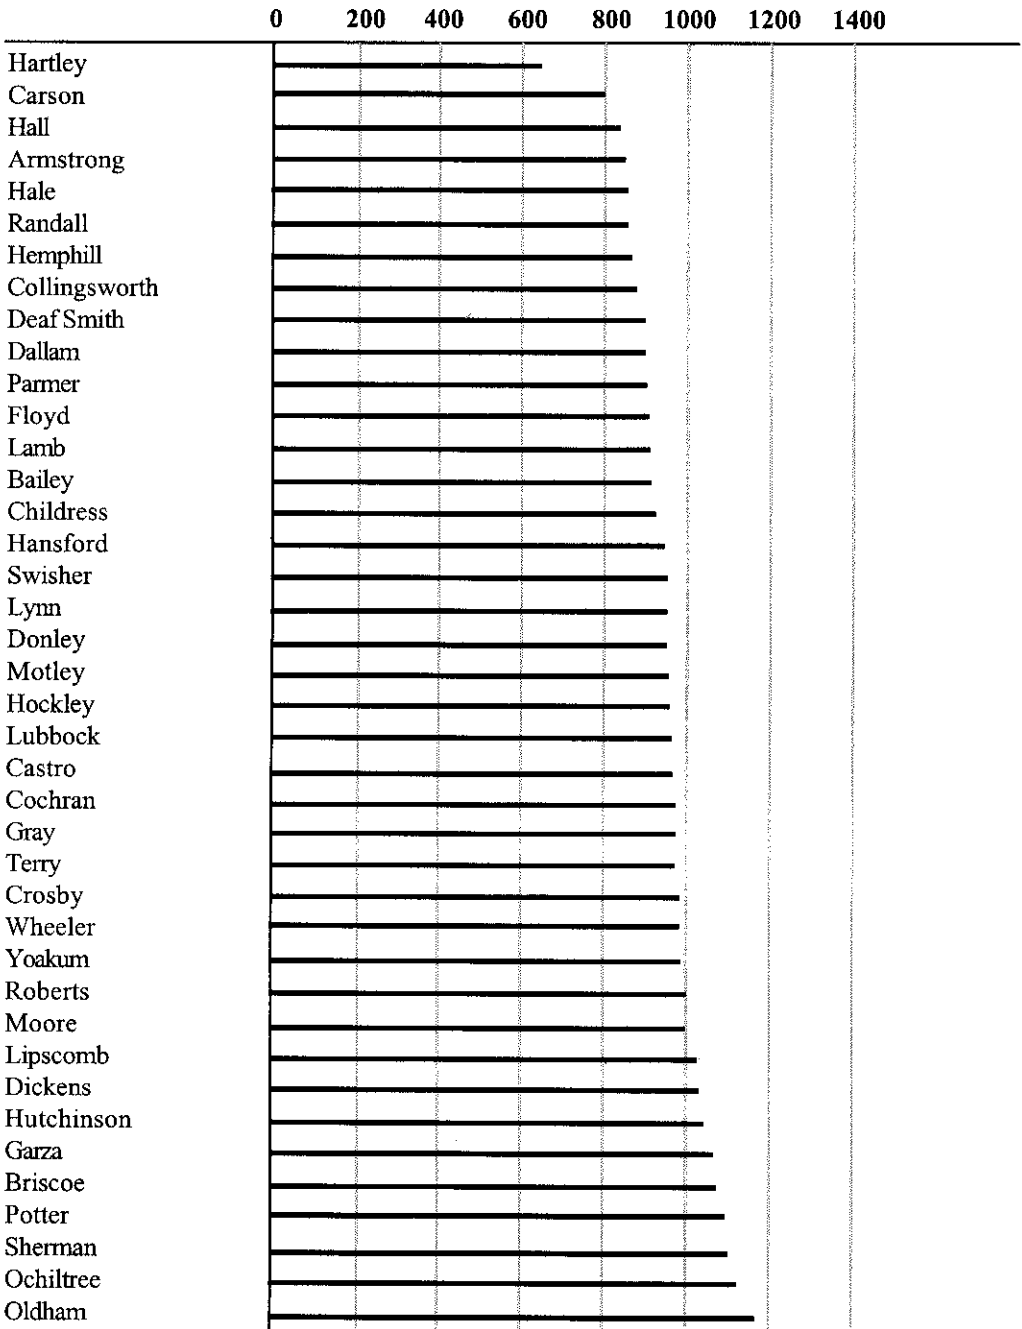 0 200 400 600 800 1000 1200 1400
Hartley
Carson
Hall
Armstrong
Hale
Randall
Hemphill
Collingsworth
Deaf Smith
Dallam
Parmer
Floyd
Lamb
Bailey
Childress
Hansford
Swisher
Lynn
Donley
Motley
Hockley
Lubbock
Castro
Cochran
Gray
Terry
Crosby
Wheeler
Yoakum
Roberts
Moore
Lipscomb
Dickens
Hutchinson
Garza
Briscoe
Potter
Sherman
Ochiltree
Oldham